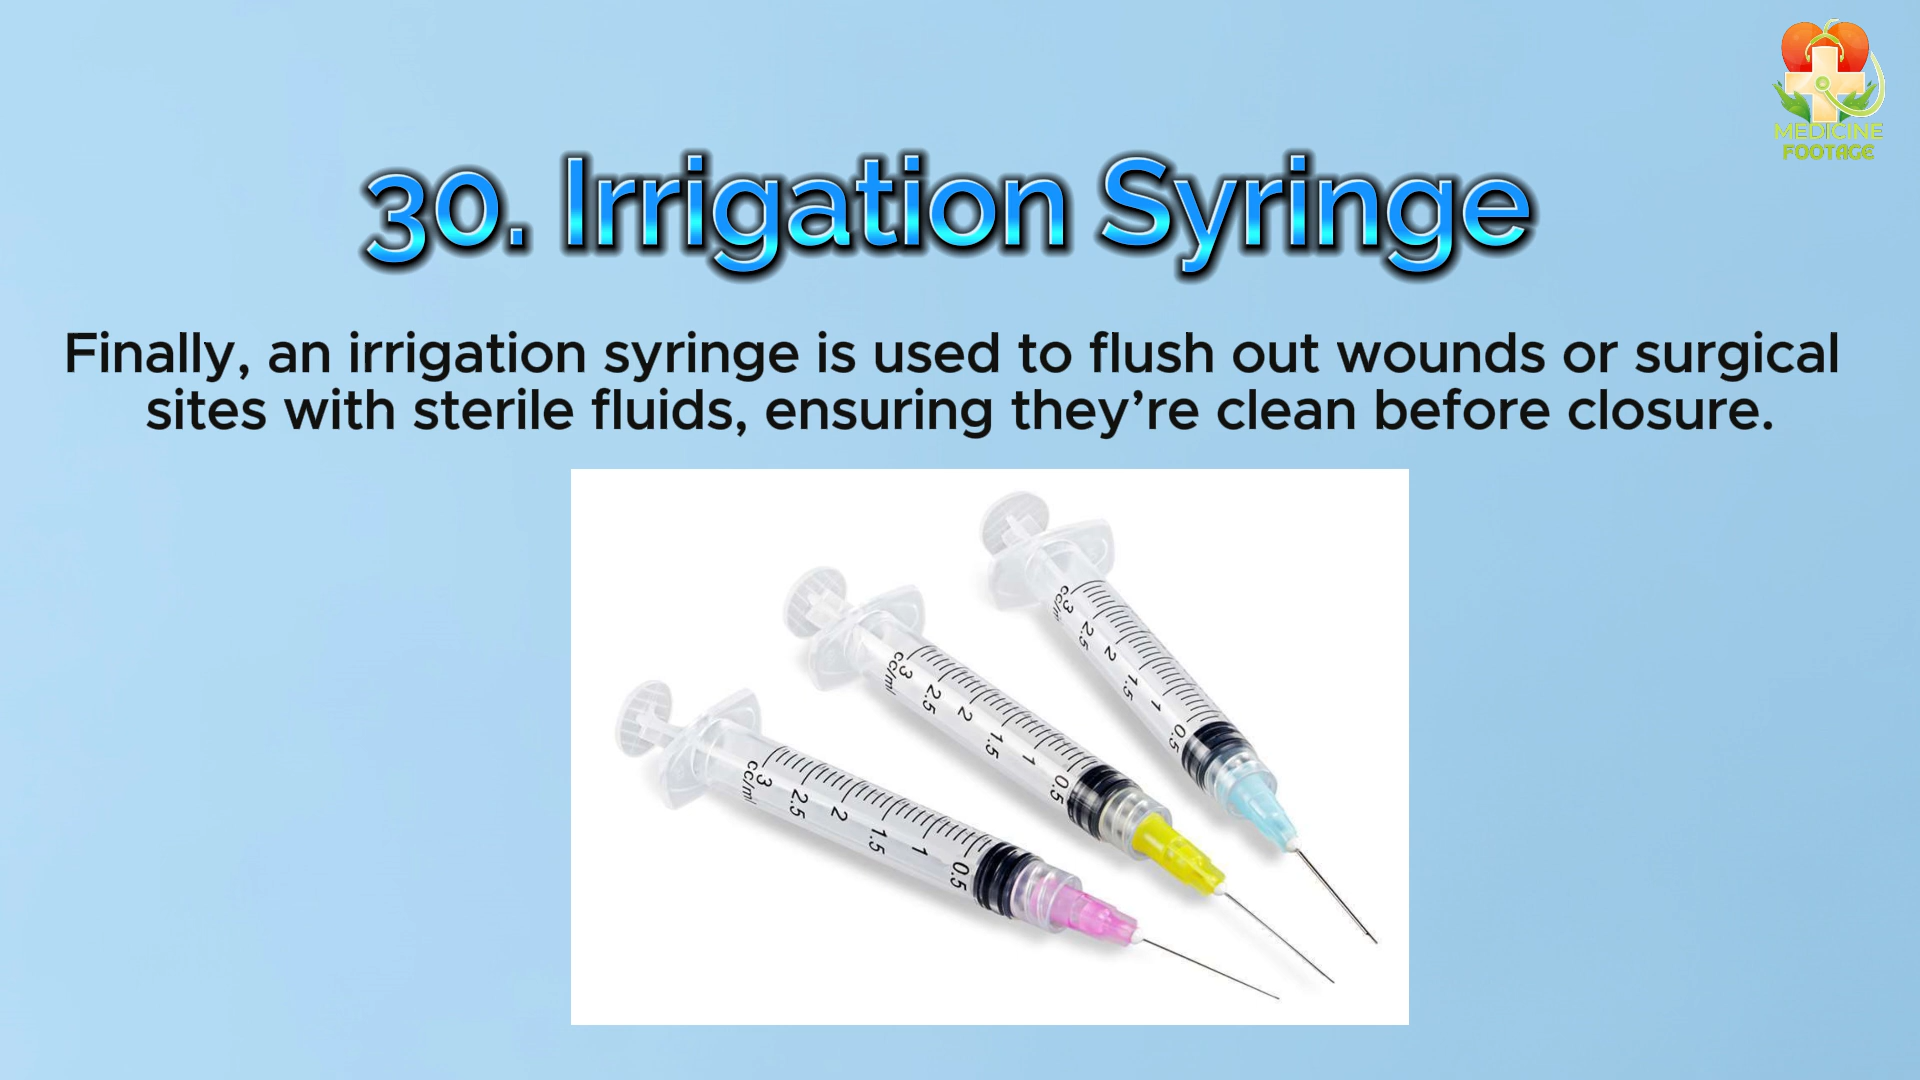 MEDICINE
FOOTAGE
30. Irrigation Syringe
Finally, an irrigation syringe is used to flush out wounds or surgical
sites with sterile fluids, ensuring they’re clean before closure.
cc/ml 3 2.5 2 1.5 1 0.5
cc/ml 3 2.5 2 1.5 1 0.5
cc/ml 3 2.5 2 1.5 1 0.5